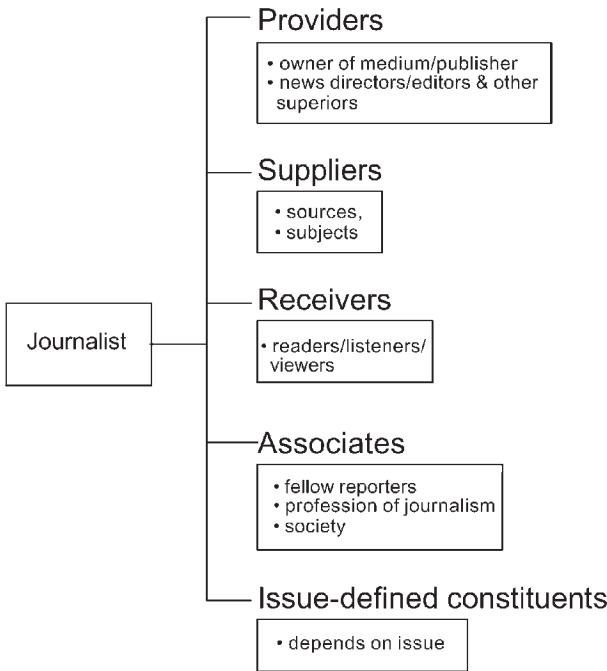 Providers
• owner of medium/publisher
• news directors/editors & other
superiors
Suppliers
• sources,
• subjects
Receivers
• readers/listeners/
viewers
Journalist
Associates
• fellow reporters
• profession of journalism
• society
Issue-defined constituents
• depends on issue